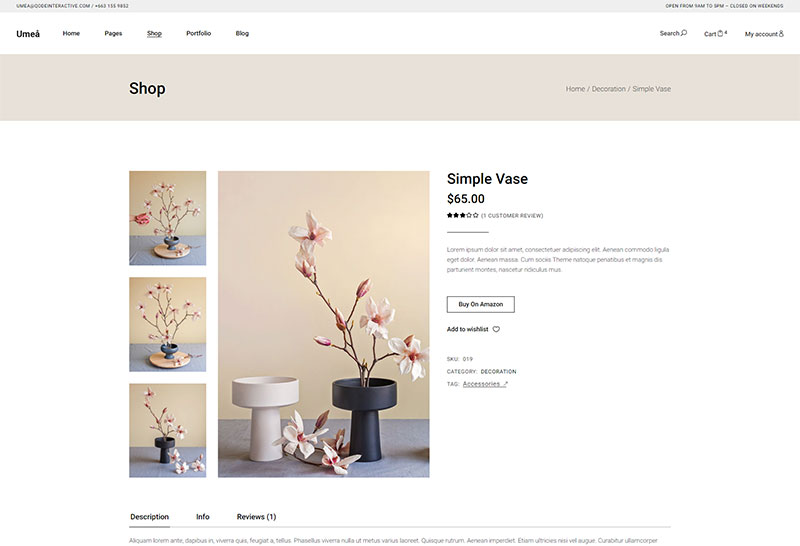 UMEA@QODEINTERACTIVE.COM / +663 155 9852
OPEN FROM 9AM TO 5PM – CLOSED ON WEEKENDS
Umeå
Home
Pages
Shop
Portfolio
Blog
Search
Cart 4
My account
Shop
Home / Decoration / Simple Vase
Simple Vase
$65.00
(1 CUSTOMER REVIEW)
Lorem ipsum dolor sit amet, consectetuer adipiscing elit. Aenean commodo ligula
eget dolor. Aenean massa. Cum sociis Theme natoque penatibus et magnis dis
parturient montes, nascetur ridiculus mus.
Buy On Amazon
Add to wishlist
SKU: 019
CATEGORY: DECORATION
TAG: Accessories
Description
Info
Reviews (1)
Aliquam lorem ante, dapibus in, viverra quis, feugiat a, tellus. Phasellus viverra nulla ut metus varius laoreet. Quisque rutrum. Aenean imperdiet. Etiam ultricies nisi vel augue. Curabitur ullamcorper